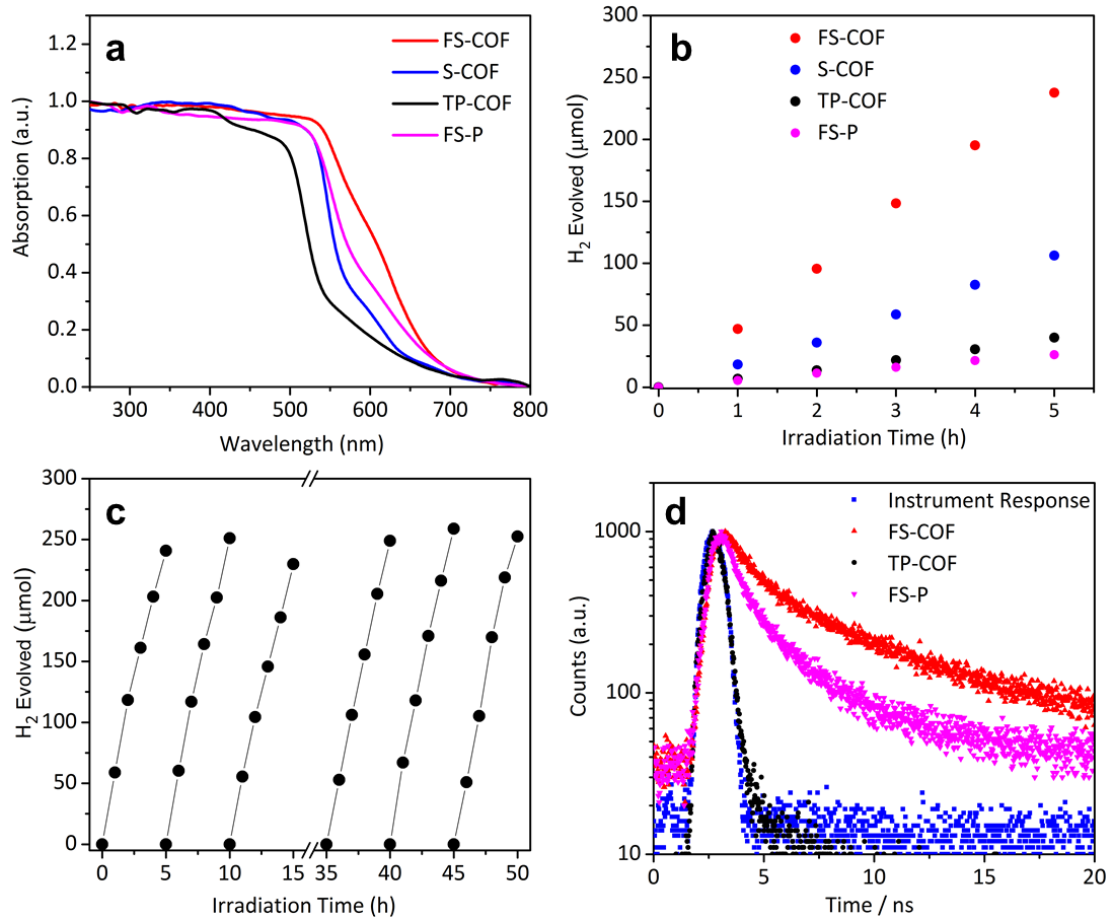 a
FS-COF
S-COF
TP-COF
FS-P
1.2
1.0
0.8
0.6
0.4
0.2
0.0
Absorption (a.u.)
300 400 500 600 700 800
Wavelength (nm)
b
FS-COF
S-COF
TP-COF
FS-P
300
250
200
150
100
50
0
H2 Evolved (µmol)
0 1 2 3 4 5
Irradiation Time (h)
c
300
250
200
150
100
50
0
H2 Evolved (µmol)
0 5 10 15 35 40 45 50
Irradiation Time (h)
d
Instrument Response
FS-COF
TP-COF
FS-P
1000
100
10
Counts (a.u.)
0 5 10 15 20
Time / ns